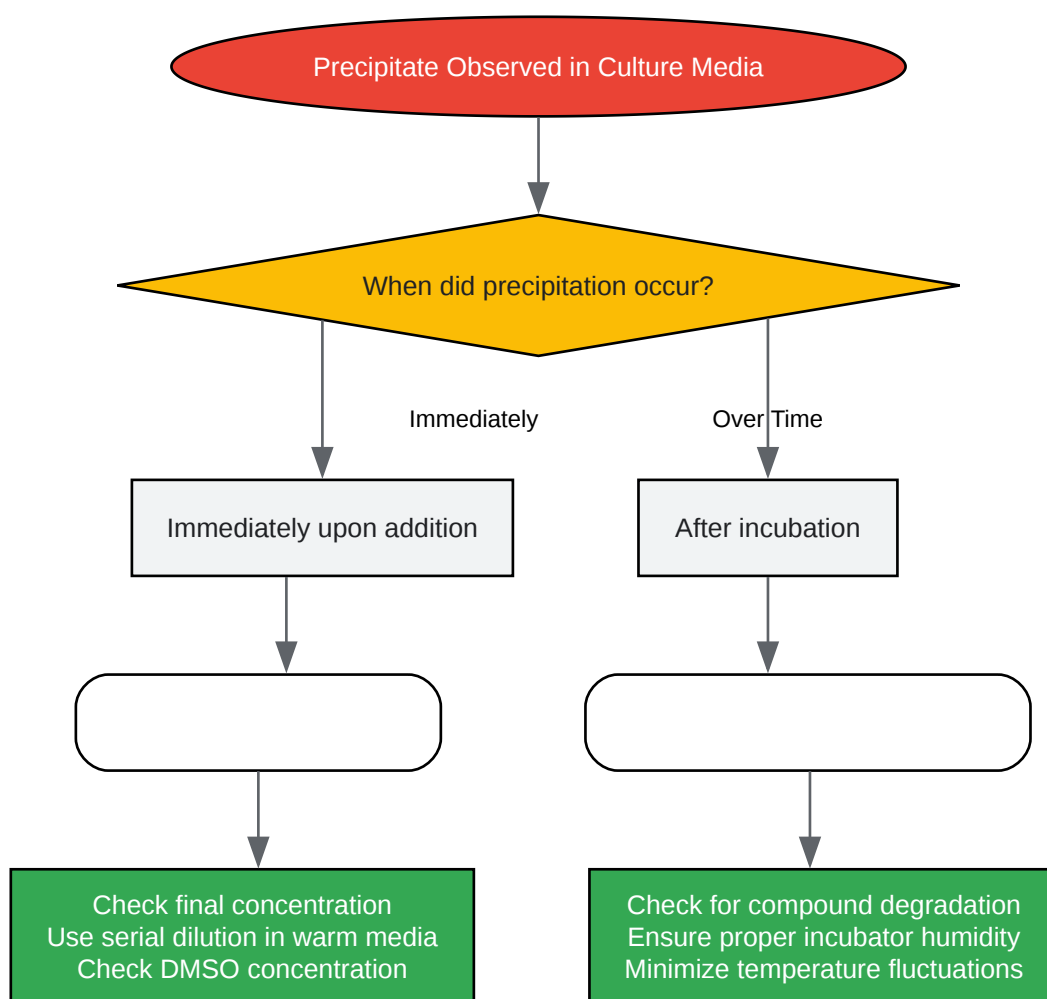 Precipitate Observed in Culture Media
When did precipitation occur?
Immediately
Over Time
Immediately upon addition
After incubation
Check final concentration
Use serial dilution in warm media
Check DMSO concentration
Check for compound degradation
Ensure proper incubator humidity
Minimize temperature fluctuations